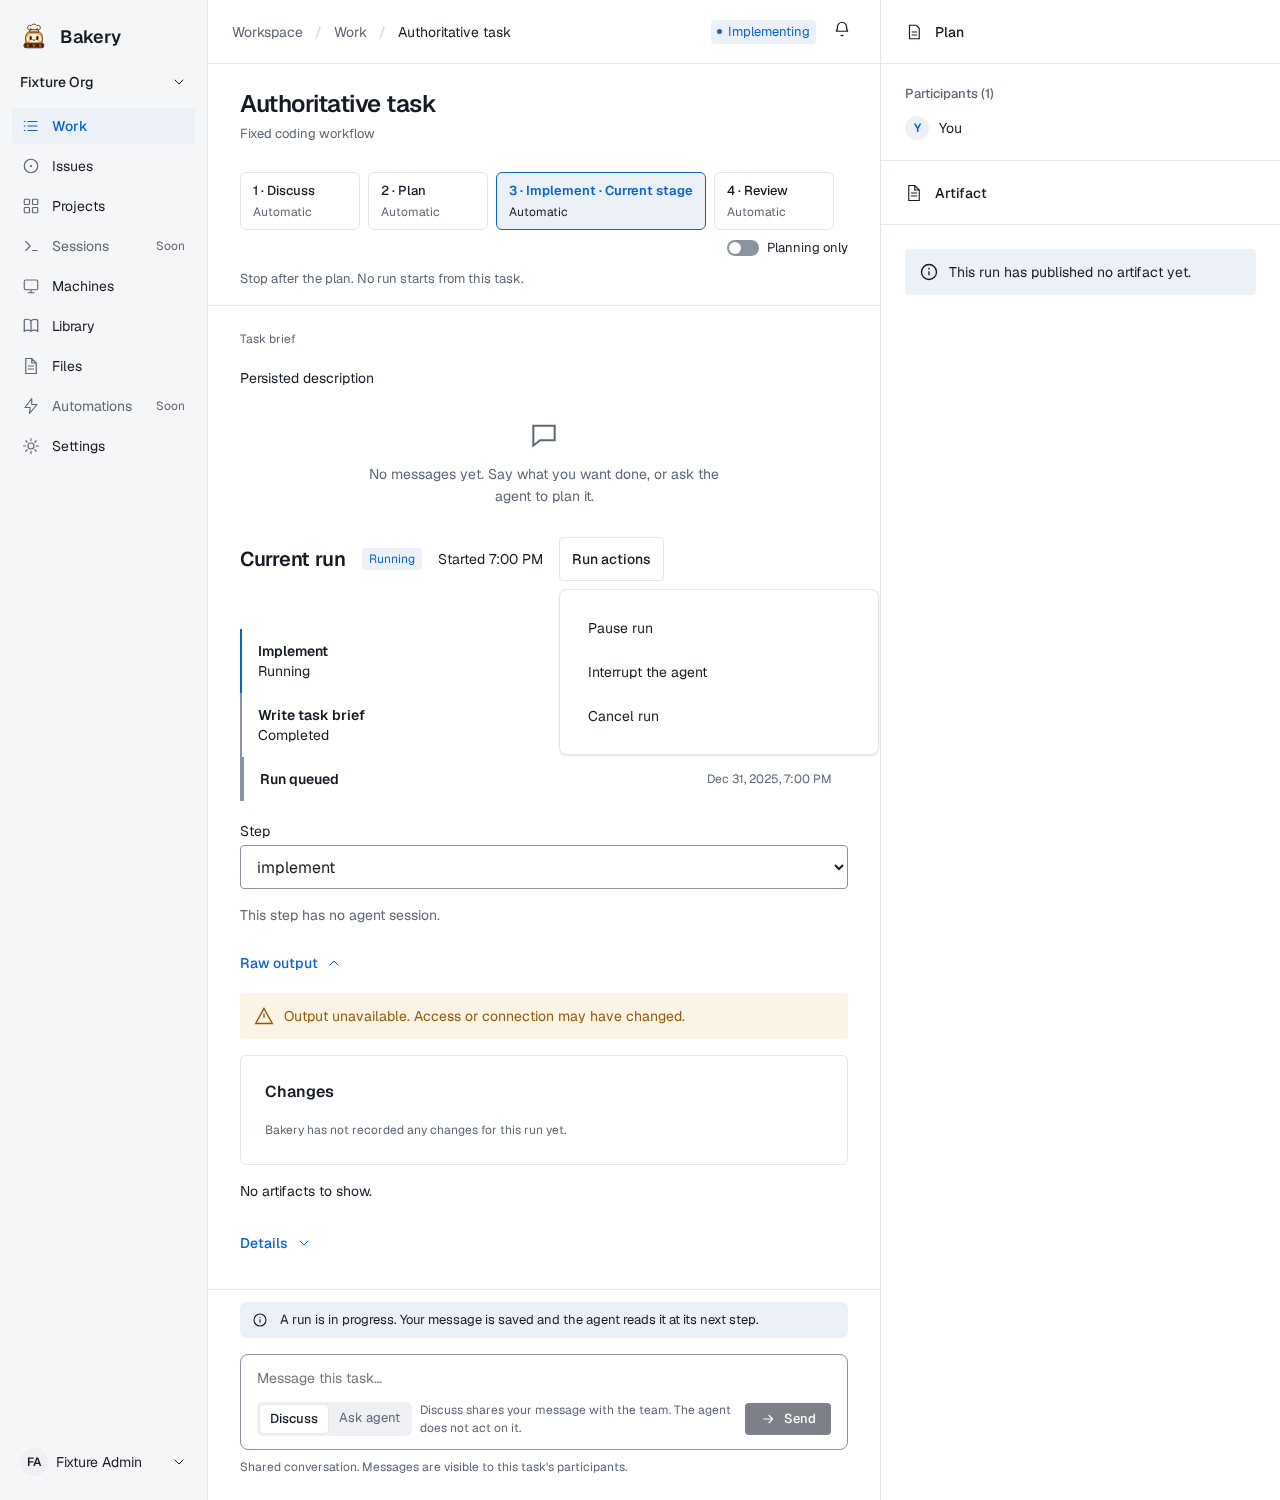 Bakery
Fixture Org
Work
Issues
Projects
Sessions Soon
Machines
Library
Files
Automations Soon
Settings
FA Fixture Admin
Workspace / Work / Authoritative task
Implementing
Authoritative task
Fixed coding workflow
1 · Discuss
Automatic
2 · Plan
Automatic
3 · Implement · Current stage
Automatic
4 · Review
Automatic
Planning only
Stop after the plan. No run starts from this task.
Task brief
Persisted description
No messages yet. Say what you want done, or ask the
agent to plan it.
Current run Running Started 7:00 PM Run actions
Pause run
Interrupt the agent
Cancel run
Implement
Running
Write task brief
Completed
Run queued Dec 31, 2025, 7:00 PM
Step
implement
This step has no agent session.
Raw output
Output unavailable. Access or connection may have changed.
Changes
Bakery has not recorded any changes for this run yet.
No artifacts to show.
Details
A run is in progress. Your message is saved and the agent reads it at its next step.
Message this task...
Discuss Ask agent
Discuss shares your message with the team. The agent
does not act on it.
Send
Shared conversation. Messages are visible to this task's participants.
Plan
Participants (1)
Y You
Artifact
This run has published no artifact yet.